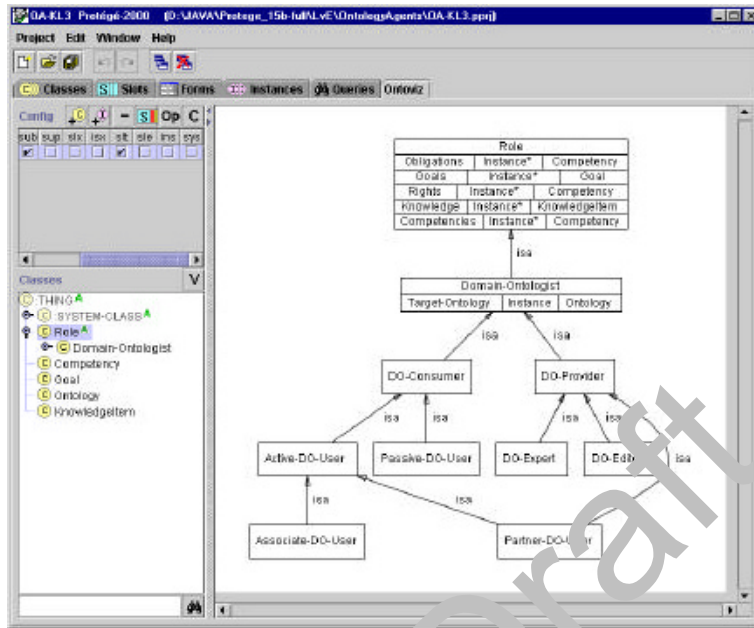 OA-KL3 Protégé-2000 (D:\JAVA\Protege_15b-full\LvE\OntologyAgents\OA-KL3.pprj)
Project Edit Window Help
C Classes S Slots Forms I Instances Queries Ontoviz
Config C I - S Op C
sub sup slx isx slt sle ins sys
Classes V
C :THING A
C :SYSTEM-CLASS A
C Role A
C Domain-Ontologist
C Competency
C Goal
C Ontology
C KnowledgeItem
Role
Obligations Instance* Competency
Goals Instance* Goal
Rights Instance* Competency
Knowledge Instance* KnowledgeItem
Competencies Instance* Competency
isa
Domain-Ontologist
Target-Ontology Instance Ontology
isa isa
DO-Consumer DO-Provider
isa isa isa isa
Active-DO-User Passive-DO-User DO-Expert isa
isa isa
Associate-DO-User
Draft